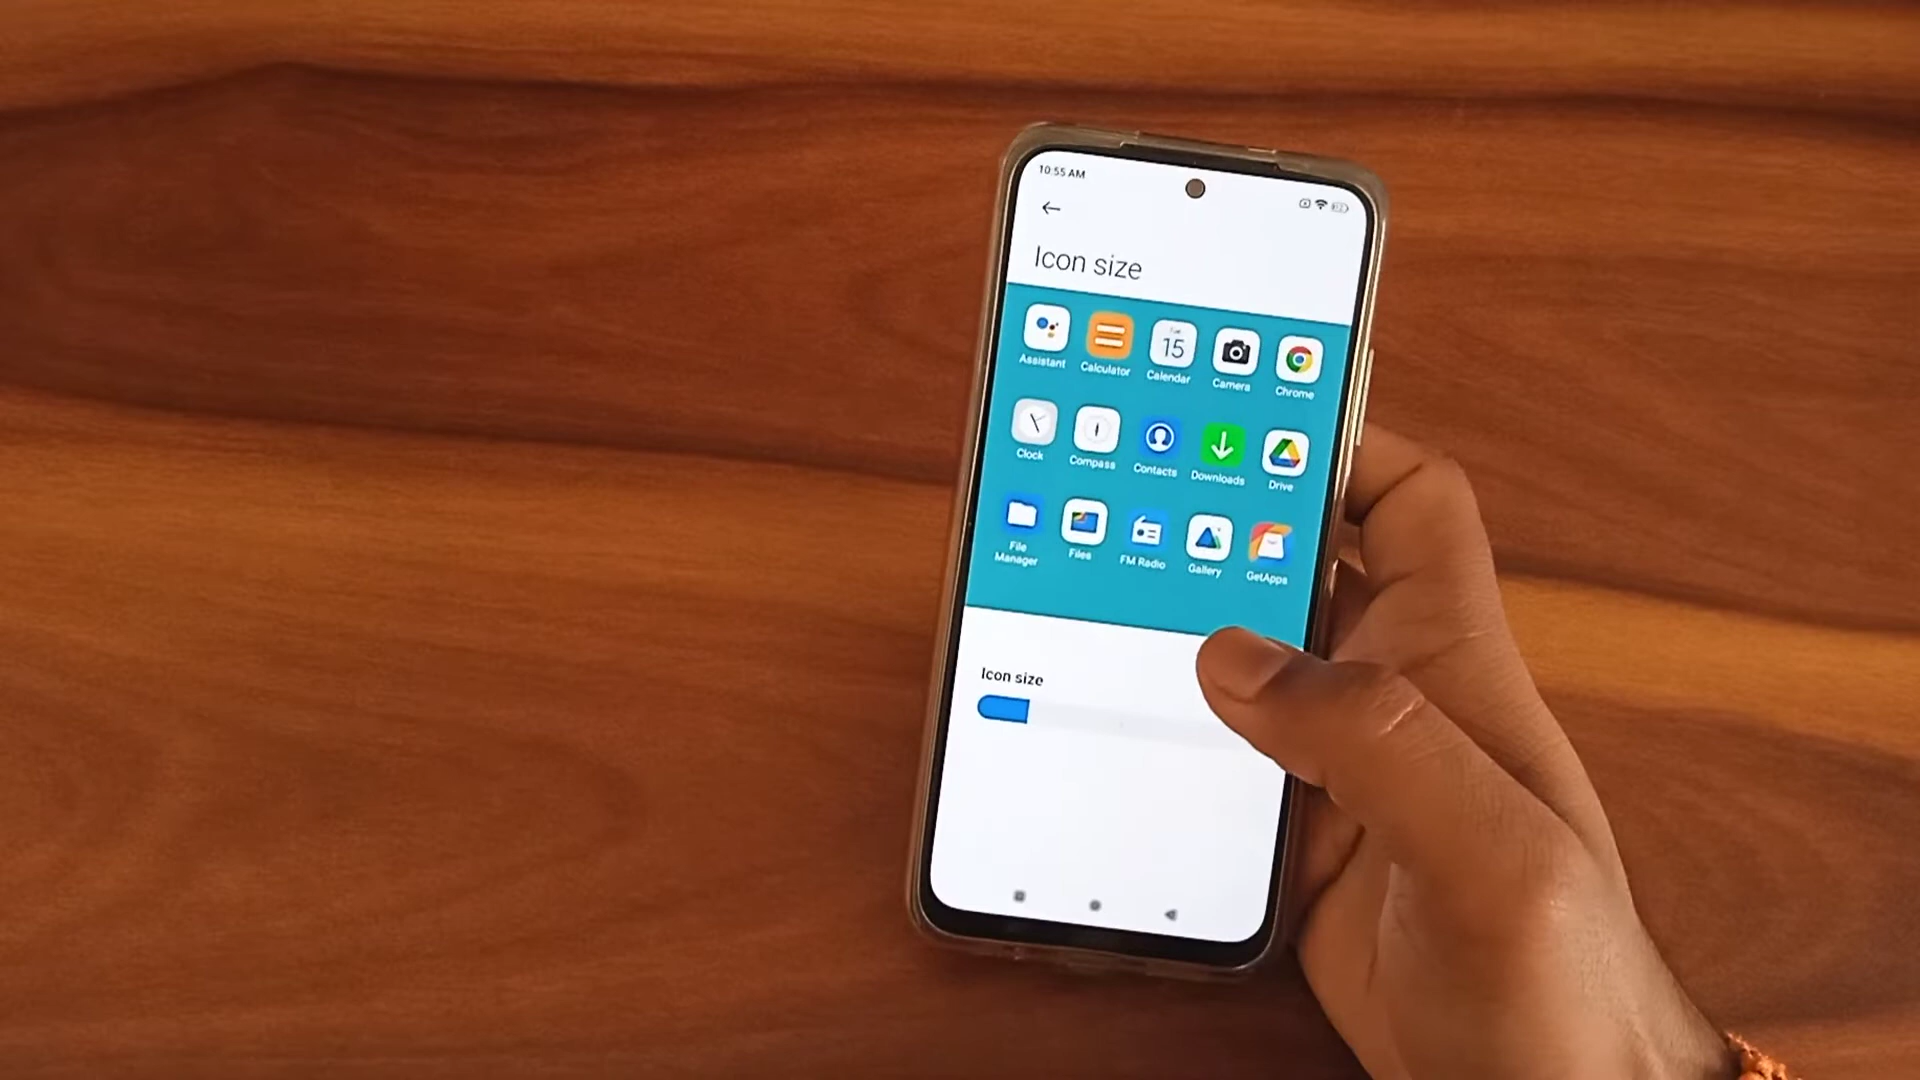 10:55 AM
Icon size
15
Assistant Calculator Calendar Camera Chrome
Clock Compass Contacts Downloads Drive
File Manager Files FM Radio Gallery GetApps
Icon size